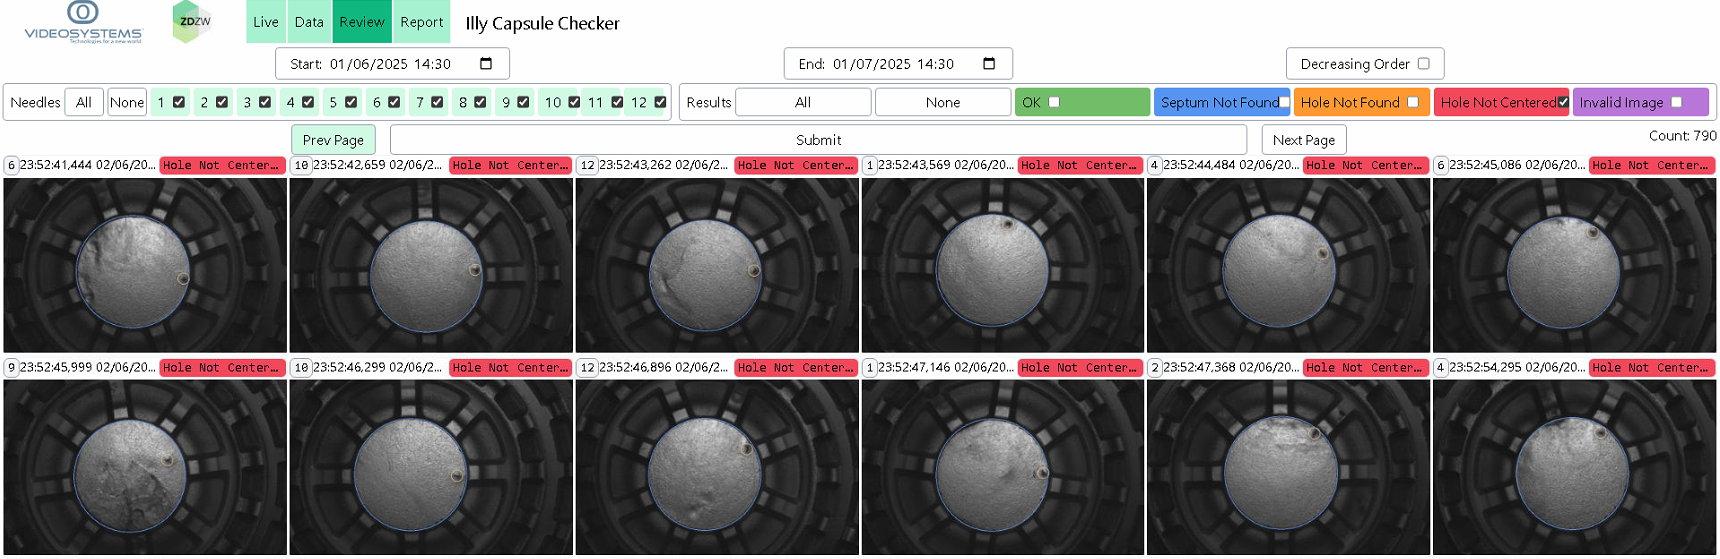 VIDEOSYSTEMS
Technologies for a new world
ZDZW
Live Data Review Report Illy Capsule Checker
Start: 01/06/2025 14:30 End: 01/07/2025 14:30 Decreasing Order
Needles All None 1 2 3 4 5 6 7 8 9 10 11 12 Results All None OK Septum Not Found Hole Not Found Hole Not Centered Invalid Image
Prev Page Submit Next Page Count: 790
6 23:52:41,444 02/06/20... Hole Not Center... 10 23:52:42,659 02/06/2... Hole Not Center... 12 23:52:43,262 02/06/2... Hole Not Center... 1 23:52:43,569 02/06/20... Hole Not Center... 4 23:52:44,484 02/06/20... Hole Not Center... 6 23:52:45,086 02/06/20... Hole Not Center...
9 23:52:45,999 02/06/20... Hole Not Center... 10 23:52:46,299 02/06/2... Hole Not Center... 12 23:52:46,896 02/06/2... Hole Not Center... 1 23:52:47,146 02/06/20... Hole Not Center... 2 23:52:47,368 02/06/20... Hole Not Center... 4 23:52:54,295 02/06/20... Hole Not Center...